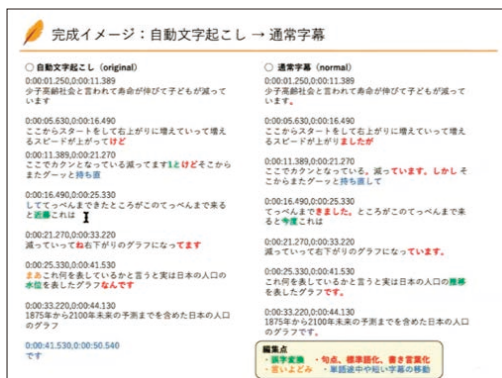 完成イメージ：自動文字起こし → 通常字幕
○ 自動文字起こし（original）
0:00:01.250,0:00:11.389
少子高齢社会と言われて寿命が伸びて子どもが減って
います
0:00:05.630,0:00:16.490
ここからスタートをして右上がりに増えていって増え
るスピードが上がってけど
0:00:11.389,0:00:21.270
ここでカクンとなっている減ってます1とけどそこから
またグーッと持ち直
0:00:16.490,0:00:25.330
しててっぺんまできたところがこのてっぺんまで来る
と近藤これは
0:00:21.270,0:00:33.220
減っていってね右下がりのグラフになってます
0:00:25.330,0:00:41.530
まあこれ何を表しているかと言うと実は日本の人口の
水位を表したグラフなんです
0:00:33.220,0:00:44.130
1875年から2100年未来の予測までを含めた日本の人口
のグラフ
0:00:41.530,0:00:50.540
です
○ 通常字幕（normal）
0:00:01.250,0:00:11.389
少子高齢社会と言われて寿命が伸びて子どもが減って
います。
0:00:05.630,0:00:16.490
ここからスタートをして右上がりに増えていって増え
るスピードが上がりましたが
0:00:11.389,0:00:21.270
ここでカクンとなっている。減っています。しかし そ
こからまたグーッと持ち直して
0:00:16.490,0:00:25.330
てっぺんまできました。ところがこのてっぺんまで来
ると今度これは
0:00:21.270,0:00:33.220
減っていって右下がりのグラフになっています。
0:00:25.330,0:00:41.530
これ何を表しているかと言うと実は日本の人口の推移
を表したグラフです。
0:00:33.220,0:00:44.130
1875年から2100年未来の予測までを含めた日本の人口
のグラフです。
編集点
・漢字変換 ・句点、標準語化、書き言葉化
・言いよどみ ・単語途中や短い字幕の移動